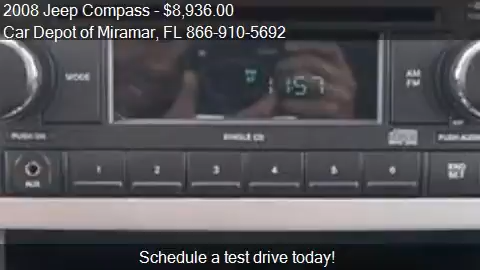 2008 Jeep Compass - $8,936.00
Car Depot of Miramar, FL 866-910-5692
MODE
11:57
AM
FM
PUSH ON
SINGLE CD
PUSH AUDIO
AUX
1 2 3 4 5 6
RND
SET
Schedule a test drive today!